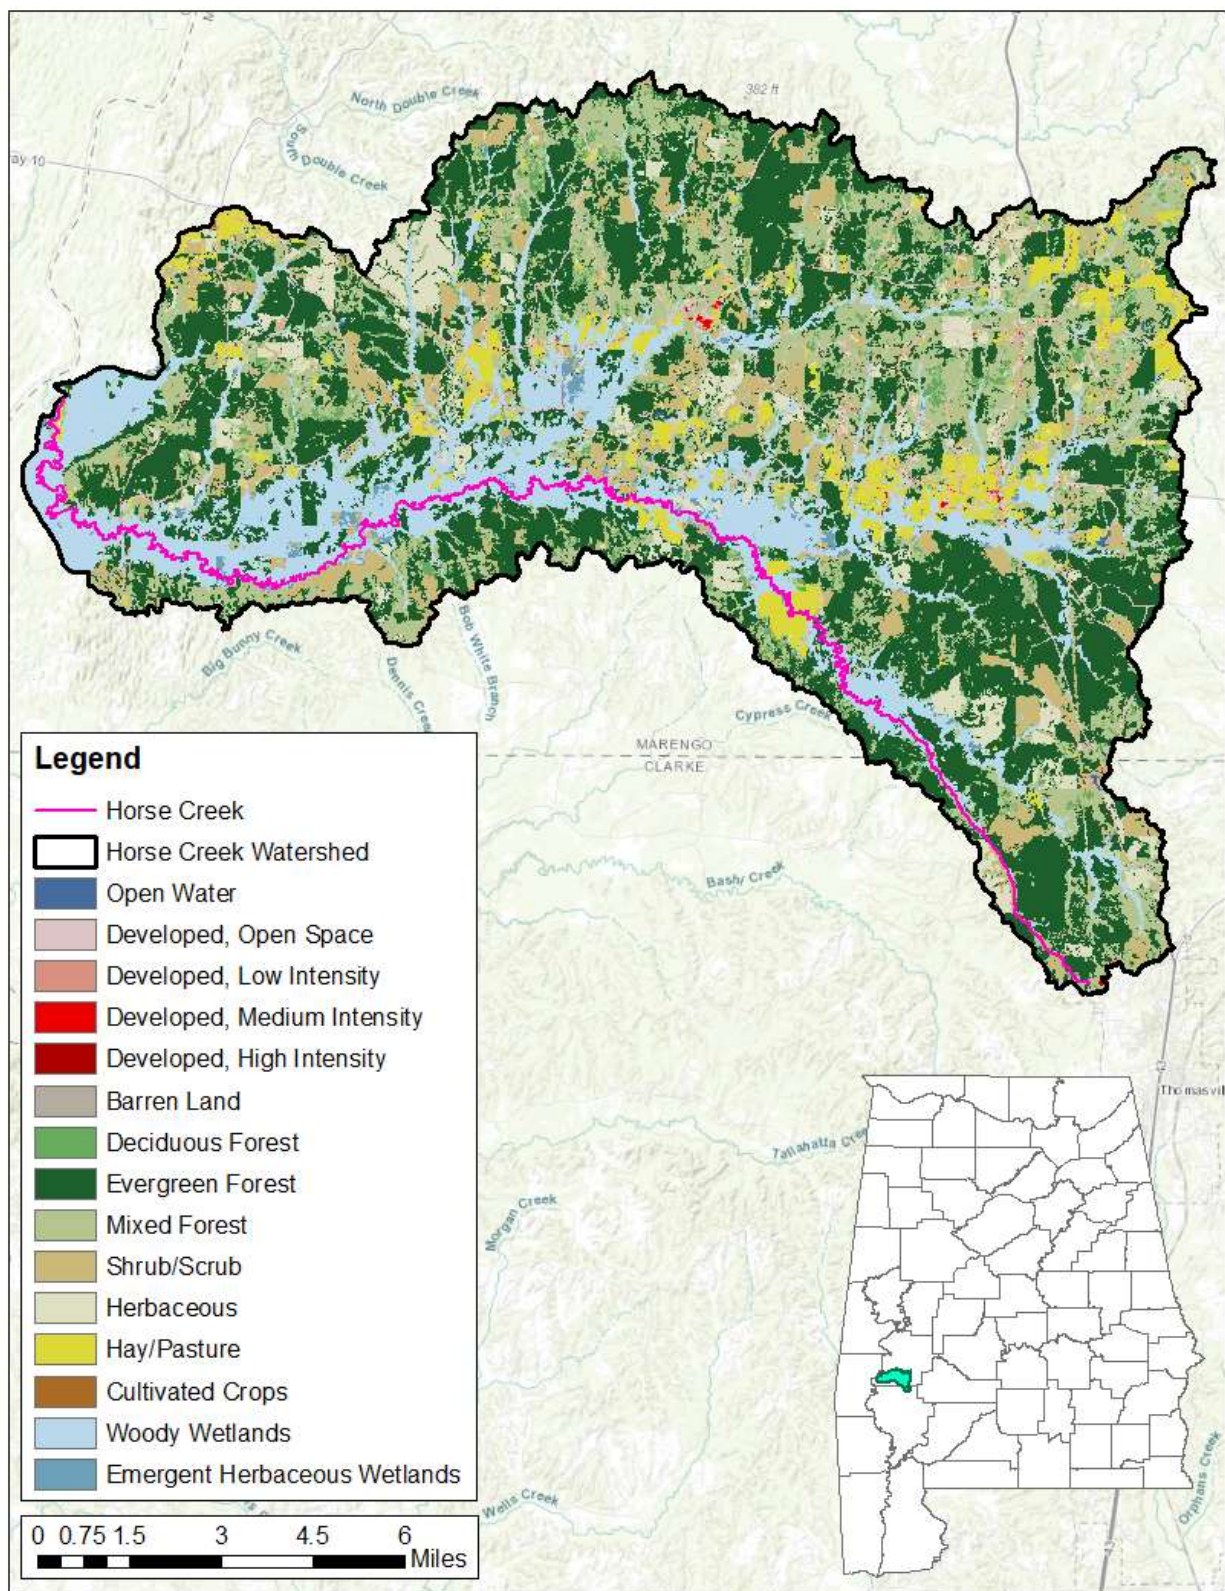 382 ft
North Double Creek
South Double Creek
ay 10
Big Bunny Creek
Dennis Creek
Bob White Branch
Cypress Creek
MARENGO
CLARKE
Legend
Horse Creek
Horse Creek Watershed
Open Water
Developed, Open Space
Developed, Low Intensity
Developed, Medium Intensity
Developed, High Intensity
Barren Land
Deciduous Forest
Evergreen Forest
Mixed Forest
Shrub/Scrub
Herbaceous
Hay/Pasture
Cultivated Crops
Woody Wetlands
Emergent Herbaceous Wetlands
Bashi Creek
43
Thomasvil
Tallahatta Cree
Morgan Creek
Wells Creek
Orphans Creek
0 0.75 1.5 3 4.5 6
Miles